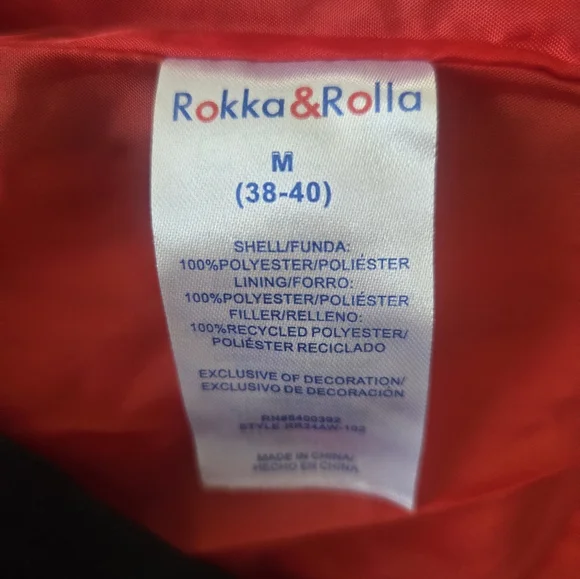 Rokka&Rolla
M
(38-40)
SHELL/FUNDA:
100%POLYESTER/POLIÉSTER
LINING/FORRO:
100%POLYESTER/POLIÉSTER
FILLER/RELLENO:
100%RECYCLED POLYESTER/
POLIÉSTER RECICLADO
EXCLUSIVE OF DECORATION/
EXCLUSIVO DE DECORACIÓN
STYLE
MADE IN CHINA/
HECHO EN CHINA